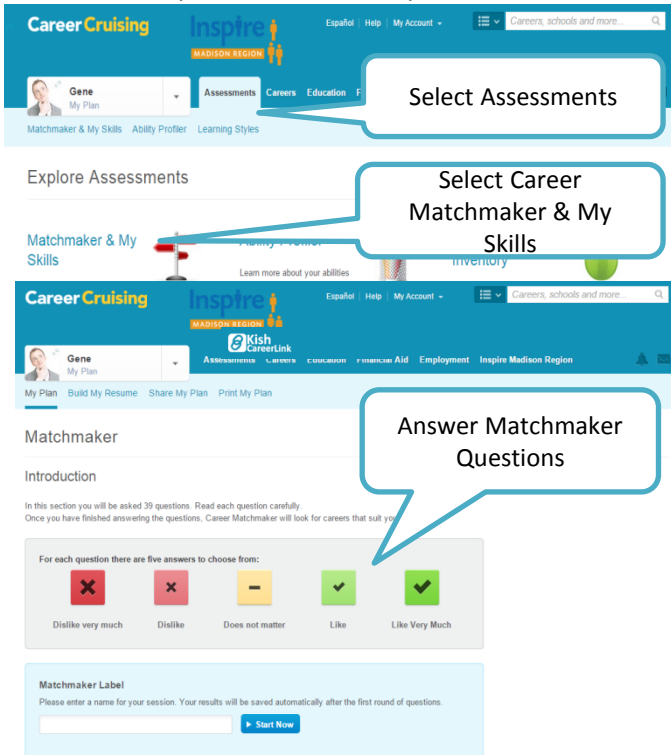 Career Cruising
Inspire
MADISON REGION
Español | Help | My Account
Careers, schools and more...
Gene
My Plan
Assessments Careers Education
Select Assessments
Matchmaker & My Skills Ability Profiler Learning Styles
Explore Assessments
Select Career
Matchmaker & My
Skills
Matchmaker & My
Skills
Learn more about your abilities
Inventory
Career Cruising
Inspire
MADISON REGION
Español | Help | My Account
Careers, schools and more...
Kish
CareerLink
Gene
My Plan
Assessments Careers Education Financial Aid Employment Inspire Madison Region
My Plan Build My Resume Share My Plan Print My Plan
Matchmaker
Answer Matchmaker
Questions
Introduction
In this section you will be asked 39 questions. Read each question carefully.
Once you have finished answering the questions, Career Matchmaker will look for careers that suit
For each question there are five answers to choose from:
Dislike very much Dislike Does not matter Like Like Very Much
Matchmaker Label
Please enter a name for your session. Your results will be saved automatically after the first round of questions.
Start Now